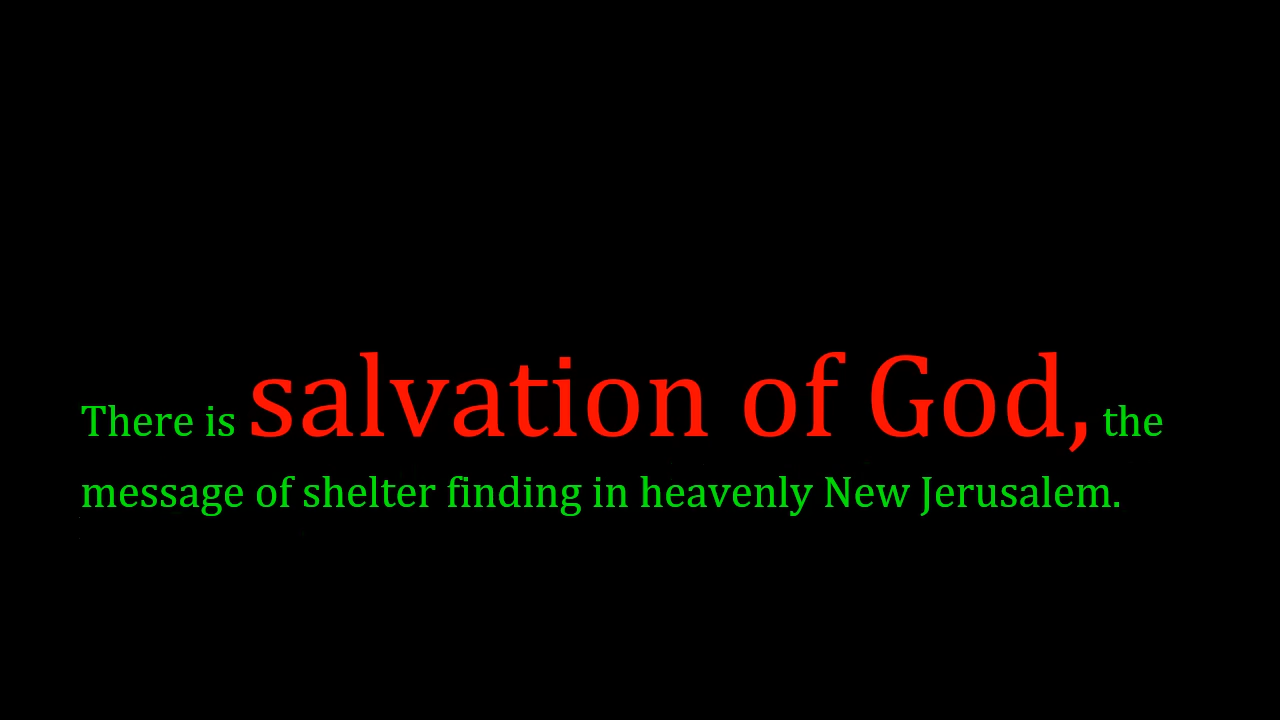 There is salvation of God, the
message of shelter finding in heavenly New Jerusalem.